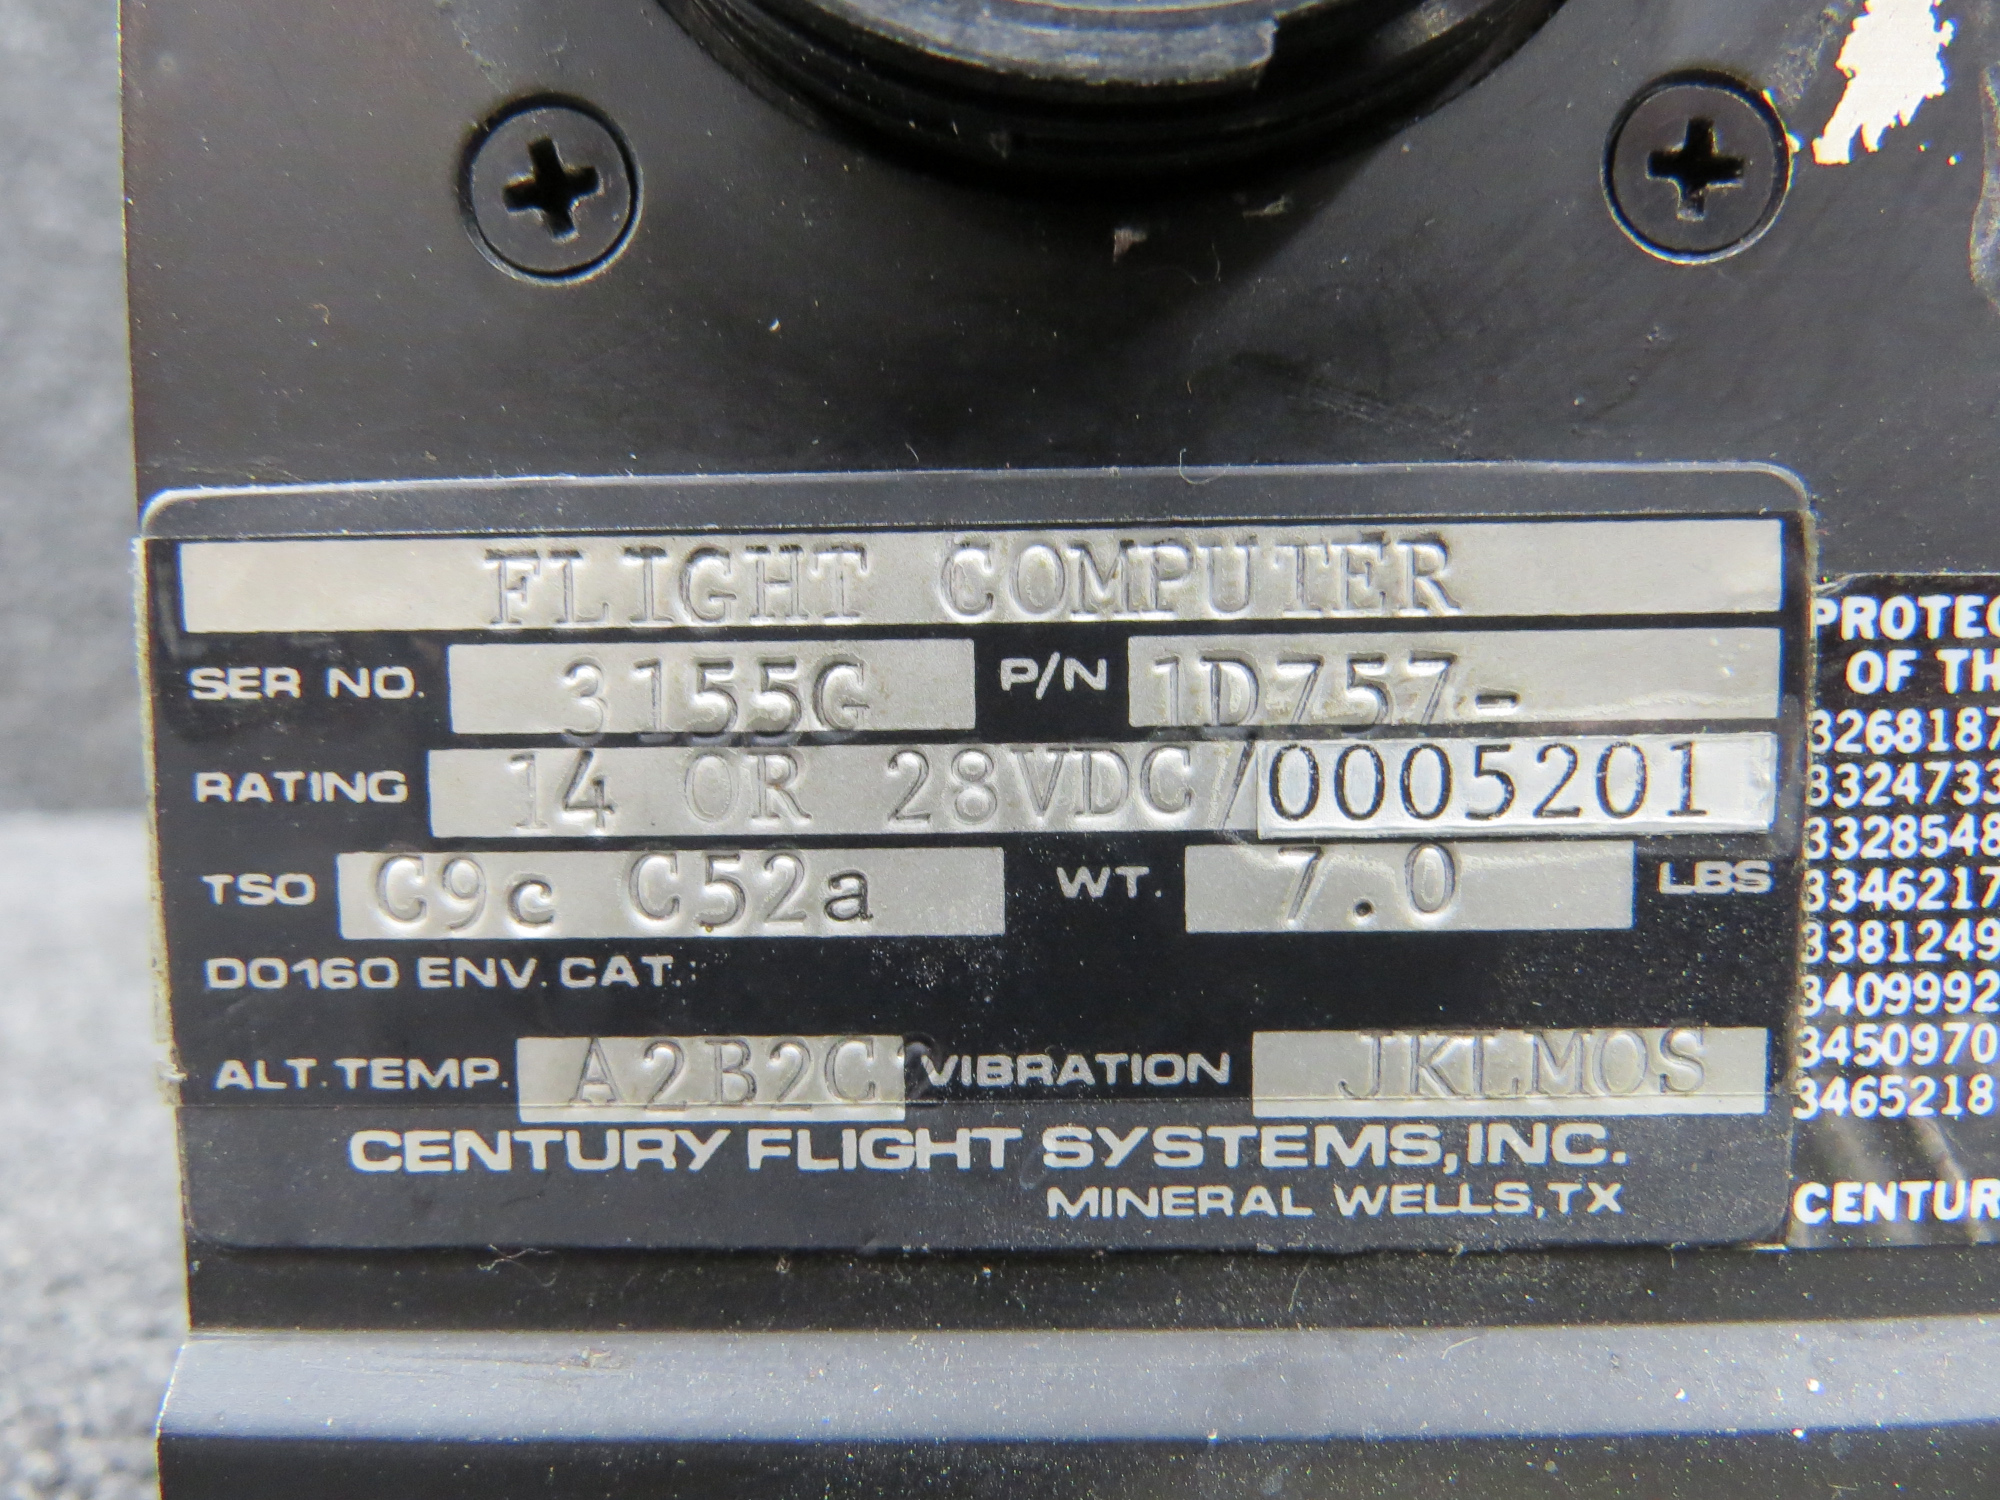 FLIGHT COMPUTER
SER NO. 3155G P/N 1D757-
RATING 14 OR 28VDC/ 0005201
TSO C9c C52a WT. 7.0 LBS
DO160 ENV. CAT.:
ALT. TEMP. A2B2C2 VIBRATION JKLMOS
CENTURY FLIGHT SYSTEMS, INC.
MINERAL WELLS, TX
PROTEC
OF TH
3268187
3324733
3328548
3346217
3381249
3409992
3450970
3465218
CENTUR